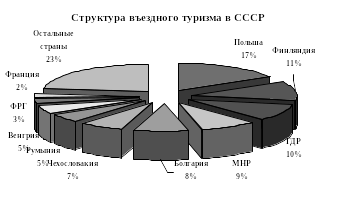 Структура въездного туризма в СССР
Остальные
страны
23%
Польша
17%
Финляндия
11%
ГДР
10%
МНР
9%
Болгария
8%
Чехословакия
7%
Румыния
5%
Венгрия
5%
ФРГ
3%
Франция
2%